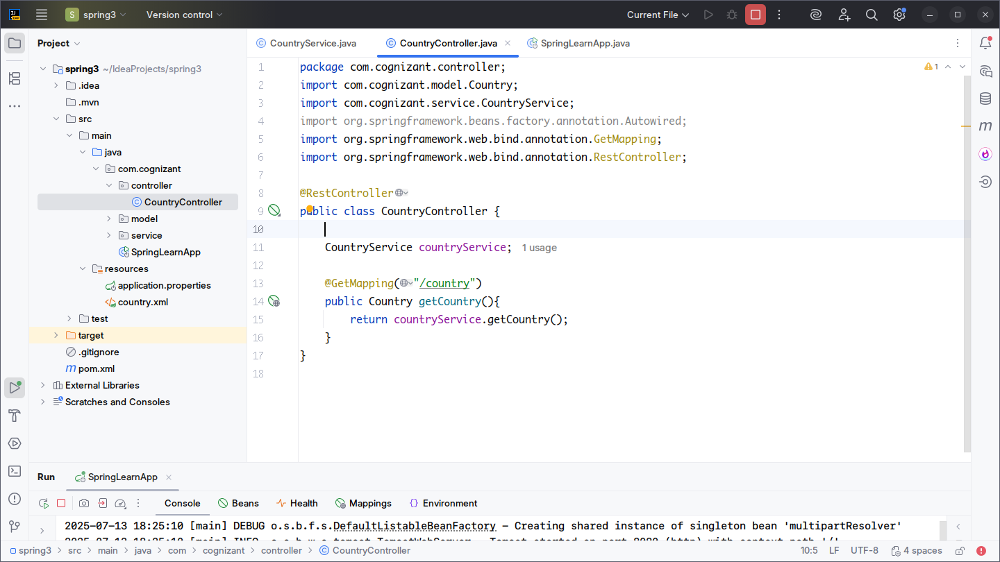 S spring3 Version control Current File
Project
CountryService.java CountryController.java SpringLearnApp.java
spring3 ~/IdeaProjects/spring3
.idea
.mvn
src
main
java
com.cognizant
controller
CountryController
model
service
SpringLearnApp
resources
application.properties
country.xml
test
target
.gitignore
pom.xml
External Libraries
Scratches and Consoles
1 package com.cognizant.controller;
2 import com.cognizant.model.Country;
3 import com.cognizant.service.CountryService;
4 import org.springframework.beans.factory.annotation.Autowired;
5 import org.springframework.web.bind.annotation.GetMapping;
6 import org.springframework.web.bind.annotation.RestController;
7
8 @RestController
9 public class CountryController {
10
11 CountryService countryService; 1 usage
12
13 @GetMapping("/country")
14 public Country getCountry(){
15 return countryService.getCountry();
16 }
17 }
18
1
Run SpringLearnApp
Console Beans Health Mappings Environment
2025-07-13 18:25:10 [main] DEBUG o.s.b.f.s.DefaultListableBeanFactory - Creating shared instance of singleton bean 'multipartResolver'
spring3 src main java com cognizant controller CountryController 10:5 LF UTF-8 4 spaces